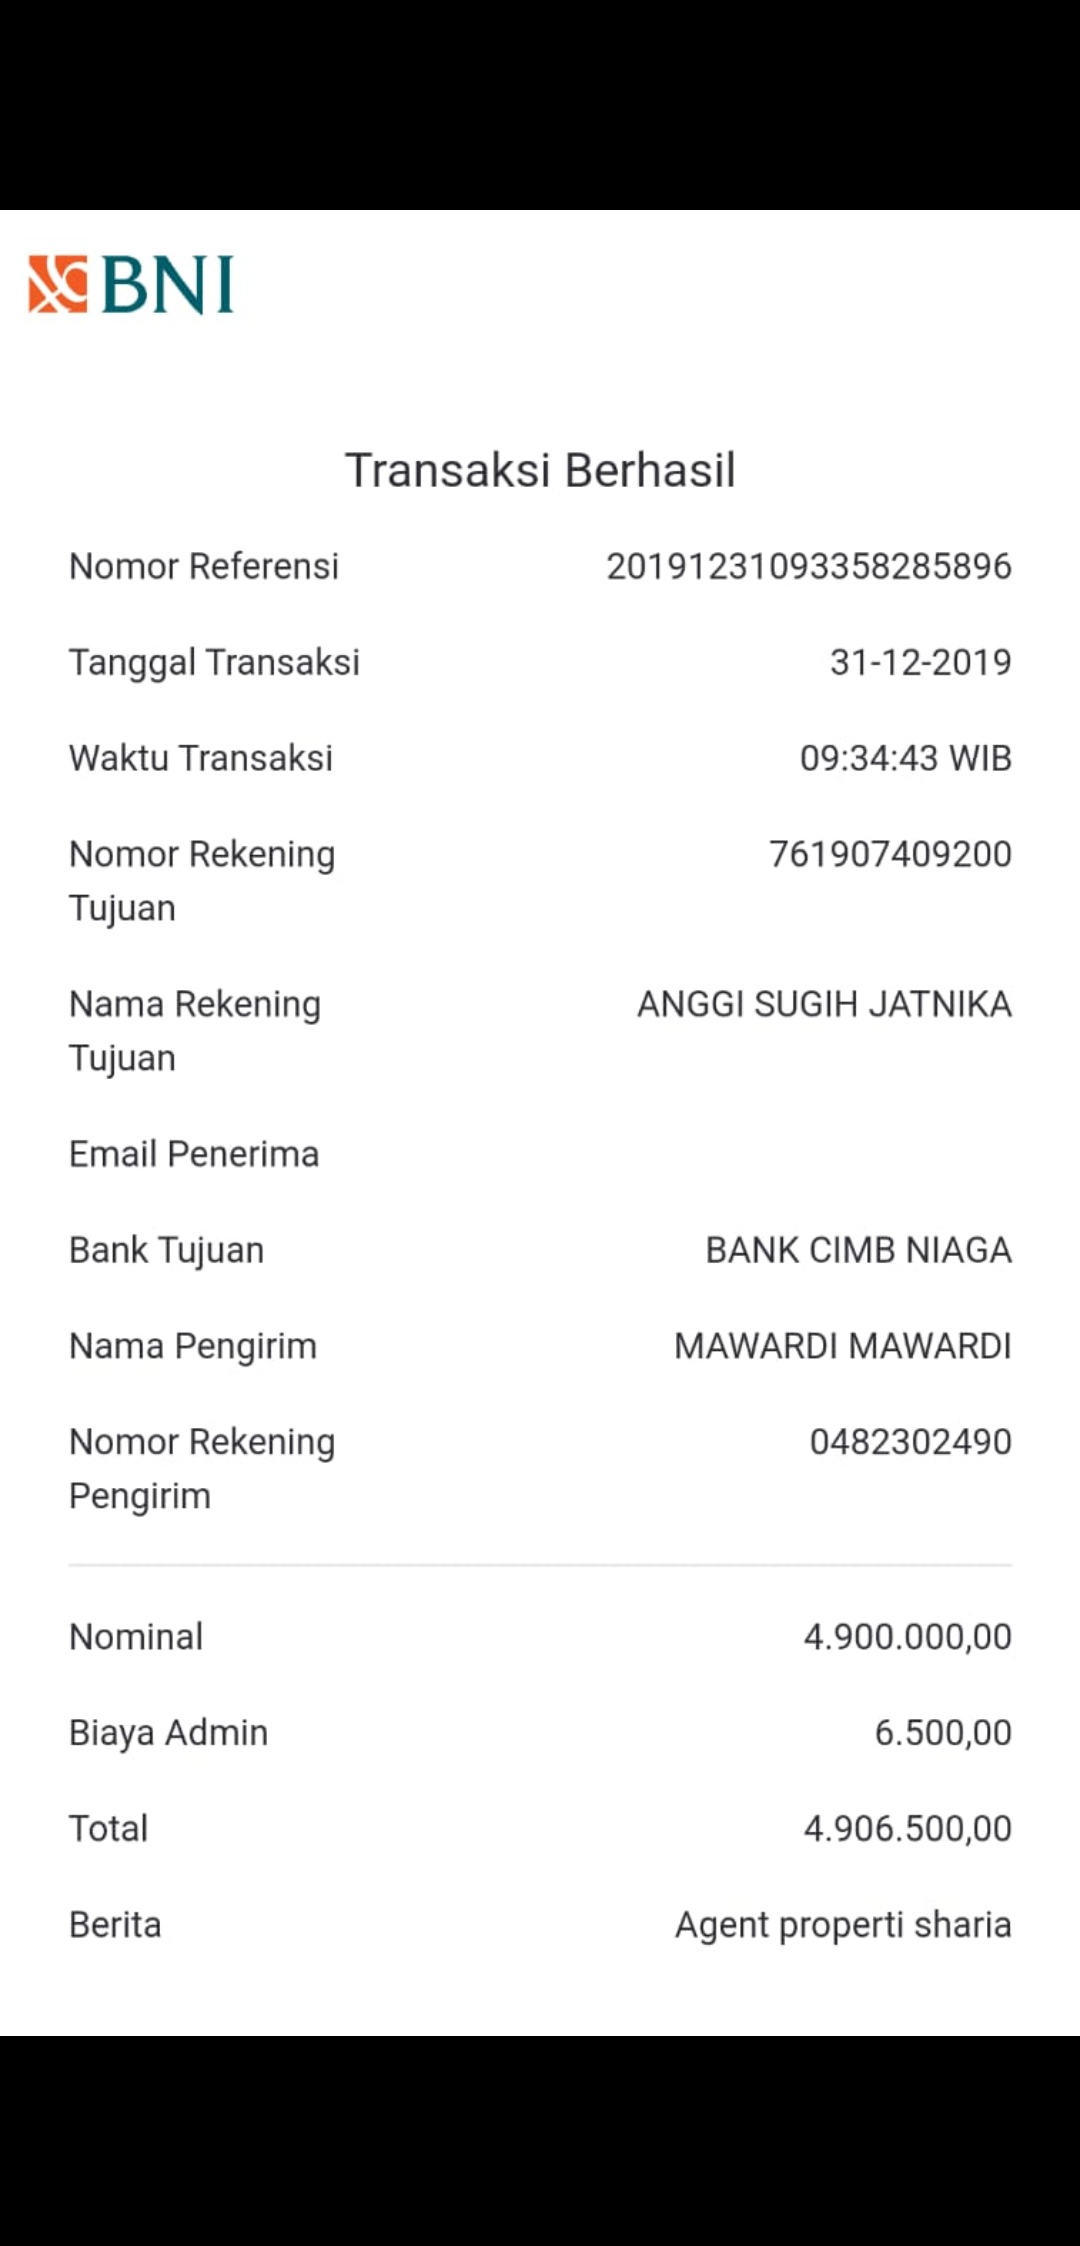 BNI
Transaksi Berhasil
Nomor Referensi 20191231093358285896
Tanggal Transaksi 31-12-2019
Waktu Transaksi 09:34:43 WIB
Nomor Rekening 761907409200
Tujuan
Nama Rekening ANGGI SUGIH JATNIKA
Tujuan
Email Penerima
Bank Tujuan BANK CIMB NIAGA
Nama Pengirim MAWARDI MAWARDI
Nomor Rekening 0482302490
Pengirim
Nominal 4.900.000,00
Biaya Admin 6.500,00
Total 4.906.500,00
Berita Agent properti sharia